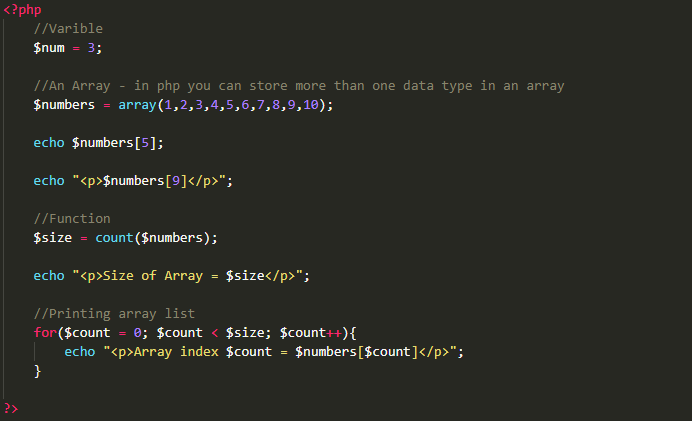 <?php
//Varible
$num = 3;
//An Array - in php you can store more than one data type in an array
$numbers = array(1,2,3,4,5,6,7,8,9,10);
echo $numbers[5];
echo "<p>$numbers[9]</p>";
//Function
$size = count($numbers);
echo "<p>Size of Array = $size</p>";
//Printing array list
for($count = 0; $count < $size; $count++){
echo "<p>Array index $count = $numbers[$count]</p>";
}
?>